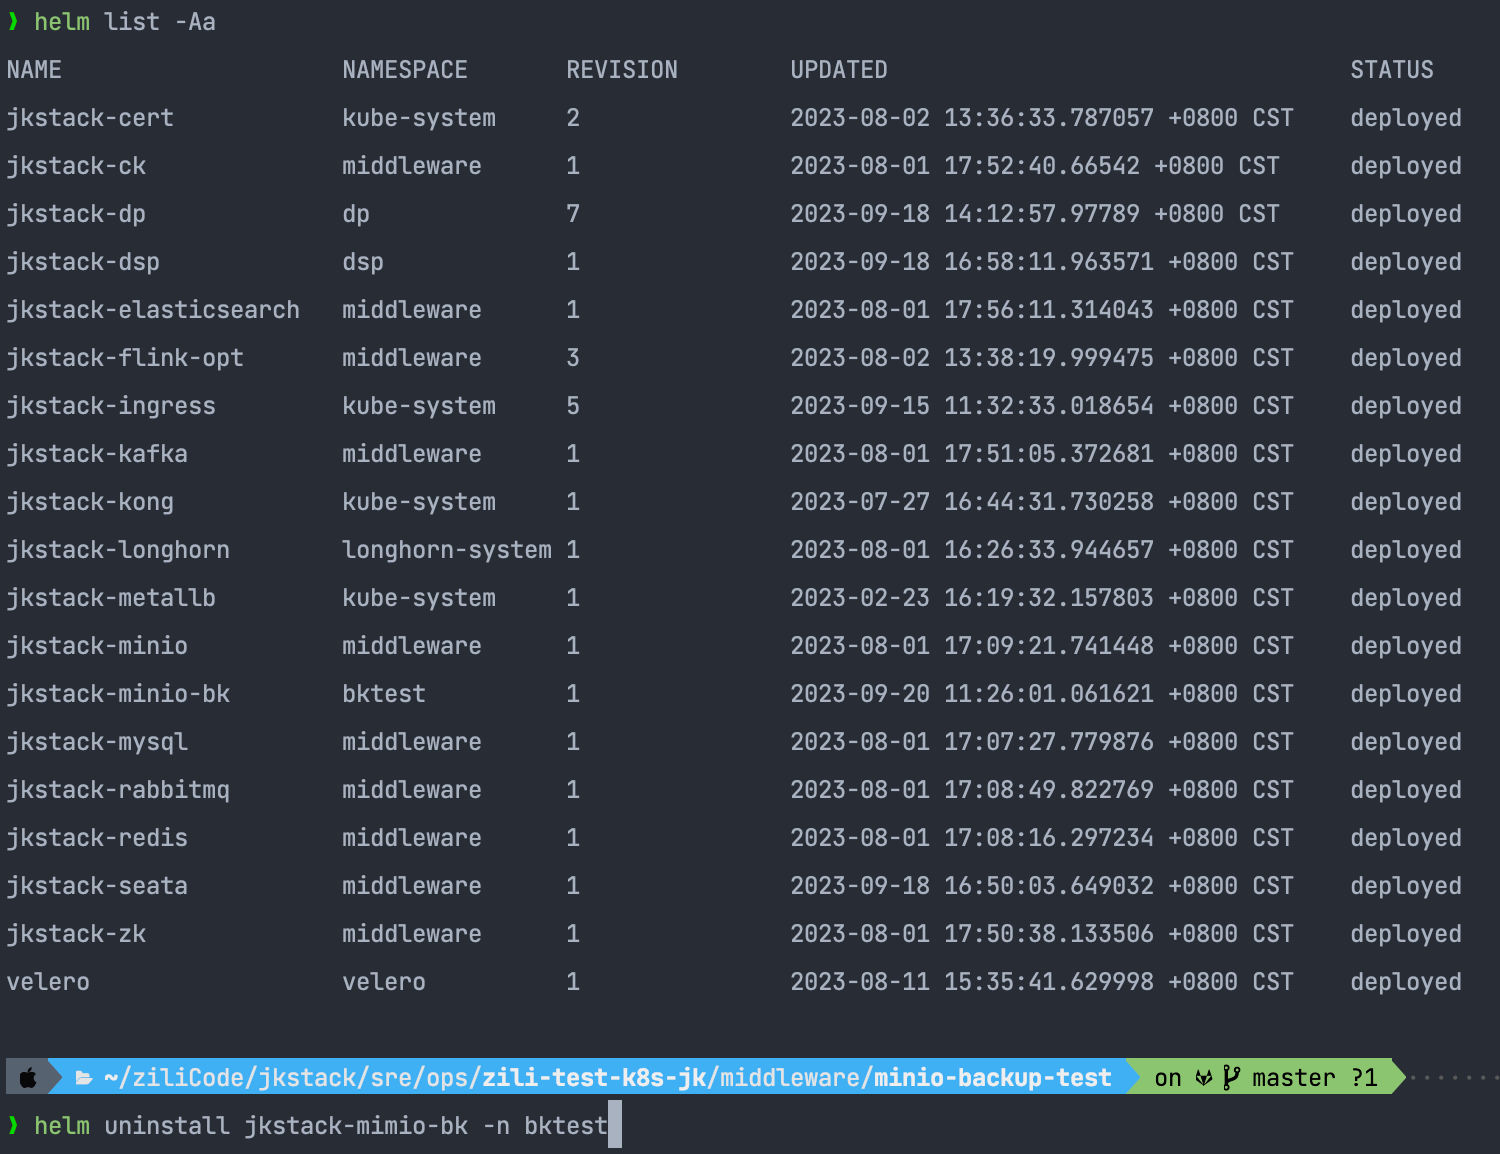 ❱ helm list -Aa
NAME NAMESPACE REVISION UPDATED STATUS
jkstack-cert kube-system 2 2023-08-02 13:36:33.787057 +0800 CST deployed
jkstack-ck middleware 1 2023-08-01 17:52:40.66542 +0800 CST deployed
jkstack-dp dp 7 2023-09-18 14:12:57.97789 +0800 CST deployed
jkstack-dsp dsp 1 2023-09-18 16:58:11.963571 +0800 CST deployed
jkstack-elasticsearch middleware 1 2023-08-01 17:56:11.314043 +0800 CST deployed
jkstack-flink-opt middleware 3 2023-08-02 13:38:19.999475 +0800 CST deployed
jkstack-ingress kube-system 5 2023-09-15 11:32:33.018654 +0800 CST deployed
jkstack-kafka middleware 1 2023-08-01 17:51:05.372681 +0800 CST deployed
jkstack-kong kube-system 1 2023-07-27 16:44:31.730258 +0800 CST deployed
jkstack-longhorn longhorn-system 1 2023-08-01 16:26:33.944657 +0800 CST deployed
jkstack-metallb kube-system 1 2023-02-23 16:19:32.157803 +0800 CST deployed
jkstack-minio middleware 1 2023-08-01 17:09:21.741448 +0800 CST deployed
jkstack-minio-bk bktest 1 2023-09-20 11:26:01.061621 +0800 CST deployed
jkstack-mysql middleware 1 2023-08-01 17:07:27.779876 +0800 CST deployed
jkstack-rabbitmq middleware 1 2023-08-01 17:08:49.822769 +0800 CST deployed
jkstack-redis middleware 1 2023-08-01 17:08:16.297234 +0800 CST deployed
jkstack-seata middleware 1 2023-09-18 16:50:03.649032 +0800 CST deployed
jkstack-zk middleware 1 2023-08-01 17:50:38.133506 +0800 CST deployed
velero velero 1 2023-08-11 15:35:41.629998 +0800 CST deployed
~/ziliCode/jkstack/sre/ops/zili-test-k8s-jk/middleware/minio-backup-test on master ?1
❱ helm uninstall jkstack-mimio-bk -n bktest